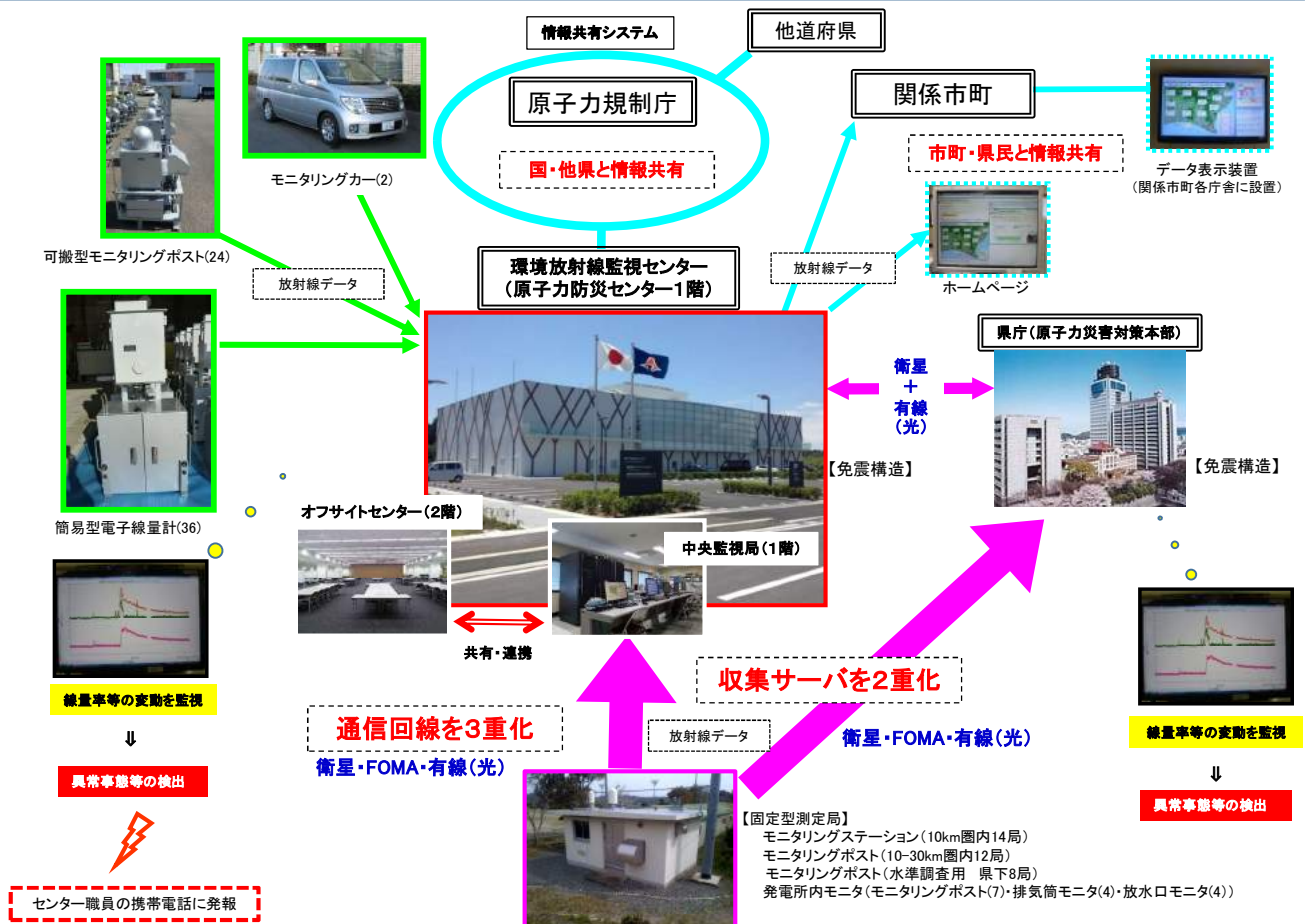 情報共有システム
他道府県
原子力規制庁
国・他県と情報共有
関係市町
市町・県民と情報共有
データ表示装置
(関係市町各庁舎に設置)
モニタリングカー(2)
可搬型モニタリングポスト(24)
放射線データ
環境放射線監視センター
(原子力防災センター1階)
放射線データ
ホームページ
県庁(原子力災害対策本部)
衛星
+
有線
(光)
【免震構造】
【免震構造】
簡易型電子線量計(36)
オフサイトセンター(2階)
中央監視局(1階)
共有・連携
線量率等の変動を監視
⇓
異常事態等の検出
センター職員の携帯電話に発報
通信回線を3重化
衛星・FOMA・有線(光)
収集サーバを2重化
放射線データ
衛星・FOMA・有線(光)
線量率等の変動を監視
⇓
異常事態等の検出
【固定型測定局】
モニタリングステーション(10km圏内14局)
モニタリングポスト(10-30km圏内12局)
モニタリングポスト(水準調査用 県下8局)
発電所内モニタ(モニタリングポスト(7)・排気筒モニタ(4)・放水口モニタ(4))